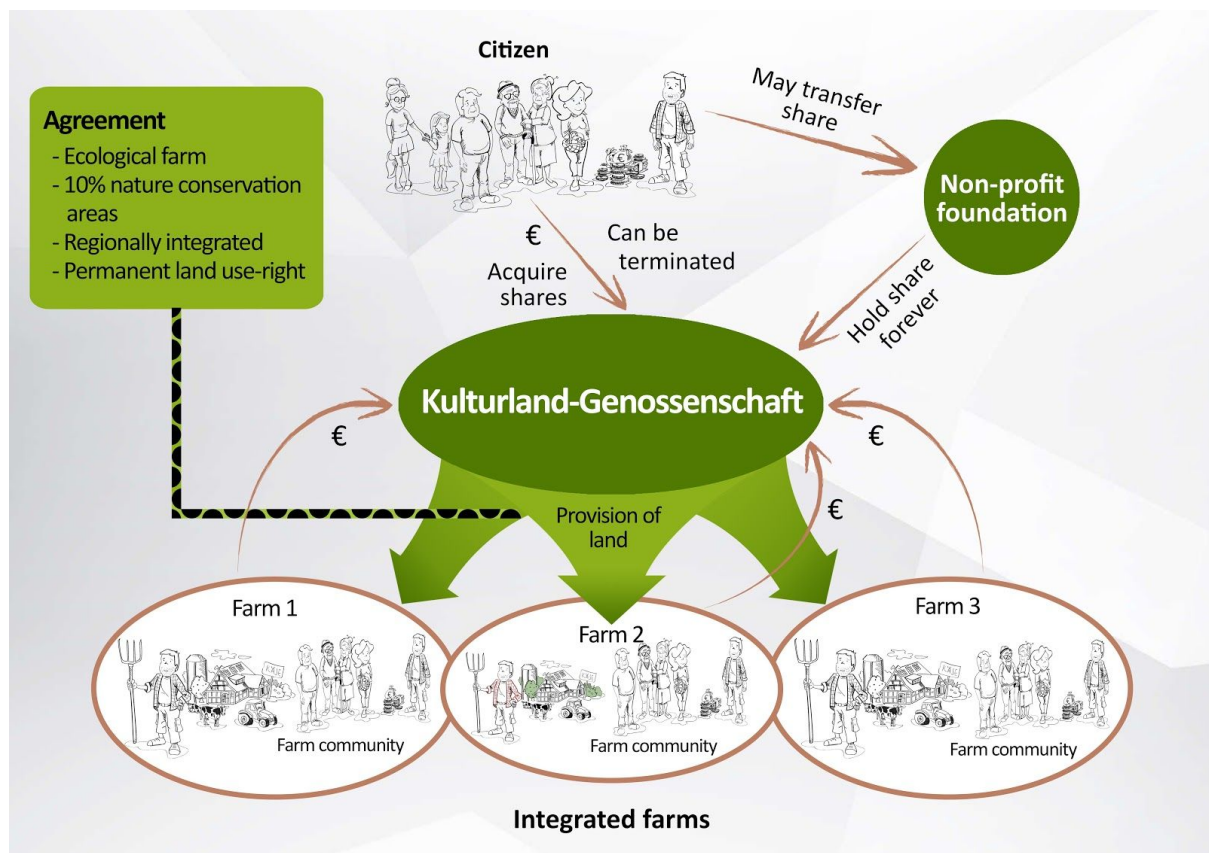 Citizen
Agreement
- Ecological farm
- 10% nature conservation
areas
- Regionally integrated
- Permanent land use-right
May transfer
share
Non-profit
foundation
€
Acquire
shares
Can be
terminated
Hold share
forever
Kulturland-Genossenschaft
€
€
€
Provision of
land
Farm 1
Farm community
Farm 2
Farm community
Farm 3
Farm community
Integrated farms